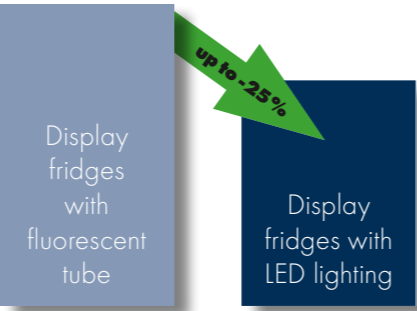 up to -25%
Display
fridges
with
fluorescent
tube
Display
fridges with
LED lighting